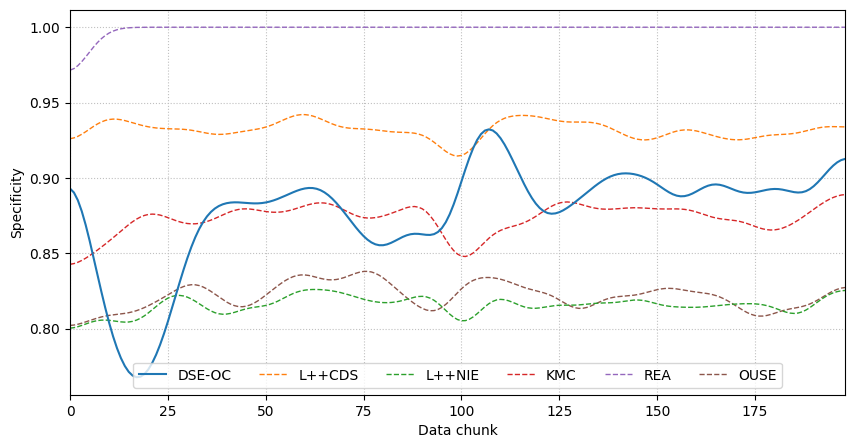 1.00
0.95
0.90
0.85
0.80
Specificity
DSE-OC L++CDS L++NIE KMC REA OUSE
0 25 50 75 100 125 150 175
Data chunk